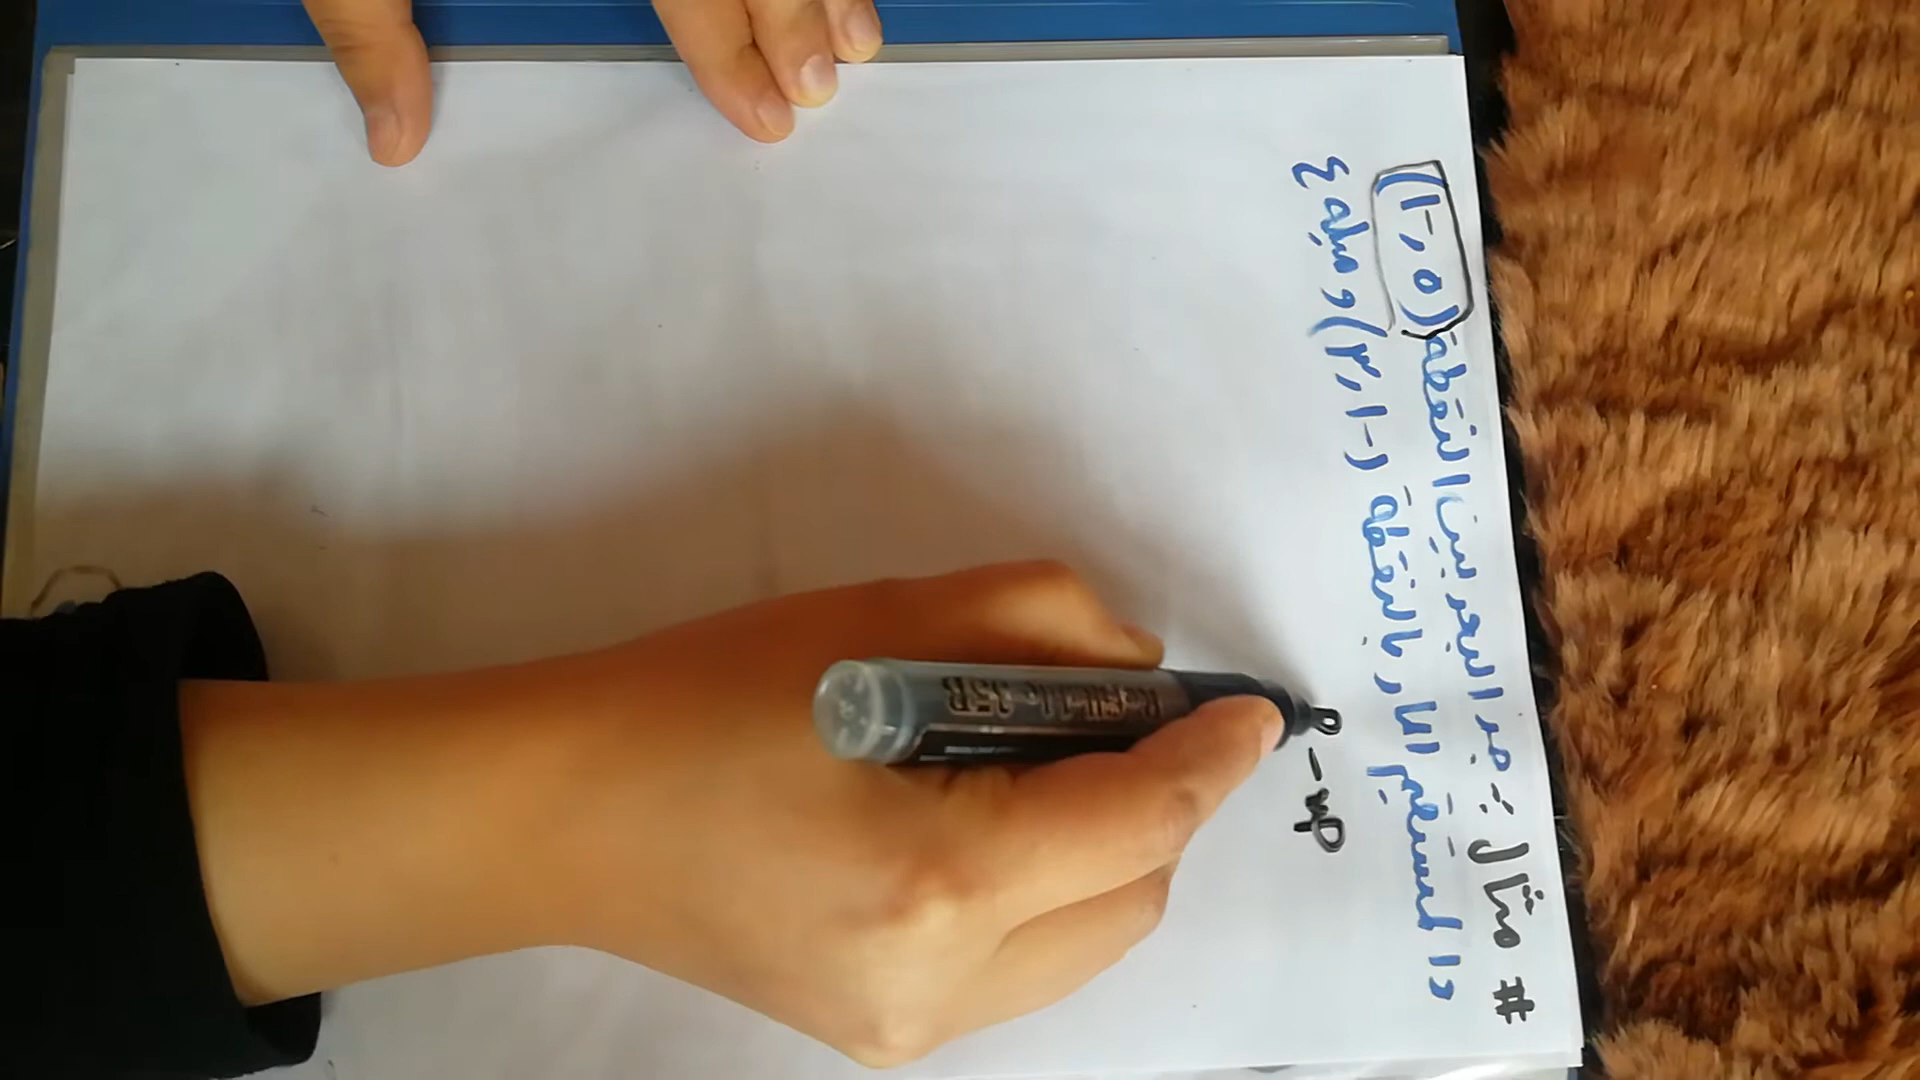 # مثال :- جد البعد بين النقطة (٥ , -١)
والمستقيم المار بالنقطة (-١ , ٣) وميله ٤
ص -